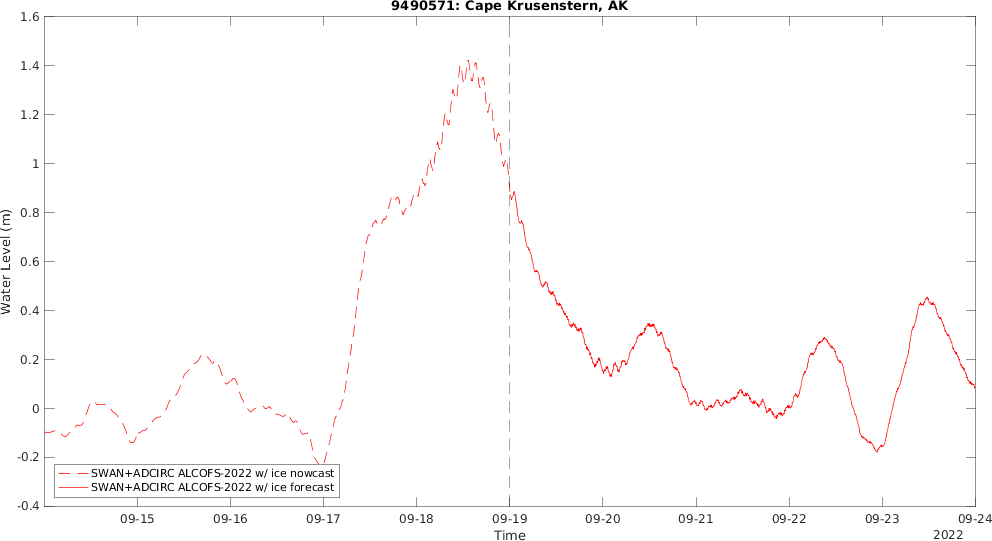 9490571: Cape Krusenstern, AK
1.6
1.4
1.2
1
0.8
0.6
0.4
0.2
0
-0.2
-0.4
Water Level (m)
SWAN+ADCIRC ALCOFS-2022 w/ ice nowcast
SWAN+ADCIRC ALCOFS-2022 w/ ice forecast
09-15 09-16 09-17 09-18 09-19 09-20 09-21 09-22 09-23 09-24
Time
2022